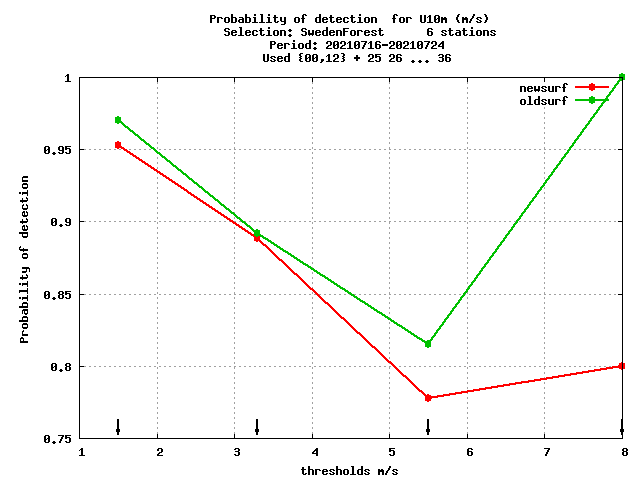 Probability of detection  for U10m (m/s)
Selection: SwedenForest      6 stations
Period: 20210716-20210724
Used {00,12} + 25 26 ... 36
newsurf
oldsurf
Probability of detection
1
0.95
0.9
0.85
0.8
0.75
1 2 3 4 5 6 7 8
thresholds m/s